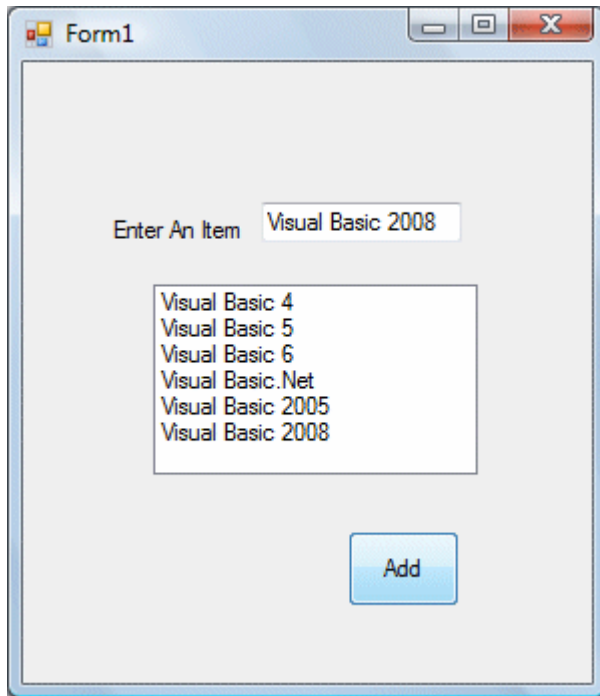 Form1
Enter An Item Visual Basic 2008
Visual Basic 4
Visual Basic 5
Visual Basic 6
Visual Basic.Net
Visual Basic 2005
Visual Basic 2008
Add